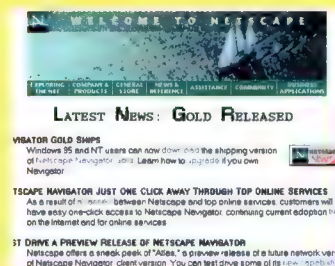 N WELCOME TO NETSCAPE
EXPLORING THE NET
COMPANY & PRODUCTS
GENERAL STORE
NEWS & REFERENCE
ASSISTANCE
COMMUNITY
BUSINESS APPLICATIONS
LATEST NEWS: GOLD RELEASED
VIGATOR GOLD SHIPS
Windows 95 and NT users can now download the shipping version
of Netscape Navigator Gold. Learn how to upgrade if you own
Navigator
TSCAPE NAVIGATOR JUST ONE CLICK AWAY THROUGH TOP ONLINE SERVICES
As a result of between Netscape and top online services, customers will
have easy one-click access to Netscape Navigator, continuing current adoption
on the Internet and for online services
ST DRIVE A PREVIEW RELEASE OF NETSCAPE NAVIGATOR
Netscape offers a sneak peek of "Atlas," a preview release of a future network
of Netscape Navigator client version. You can test drive some of its new